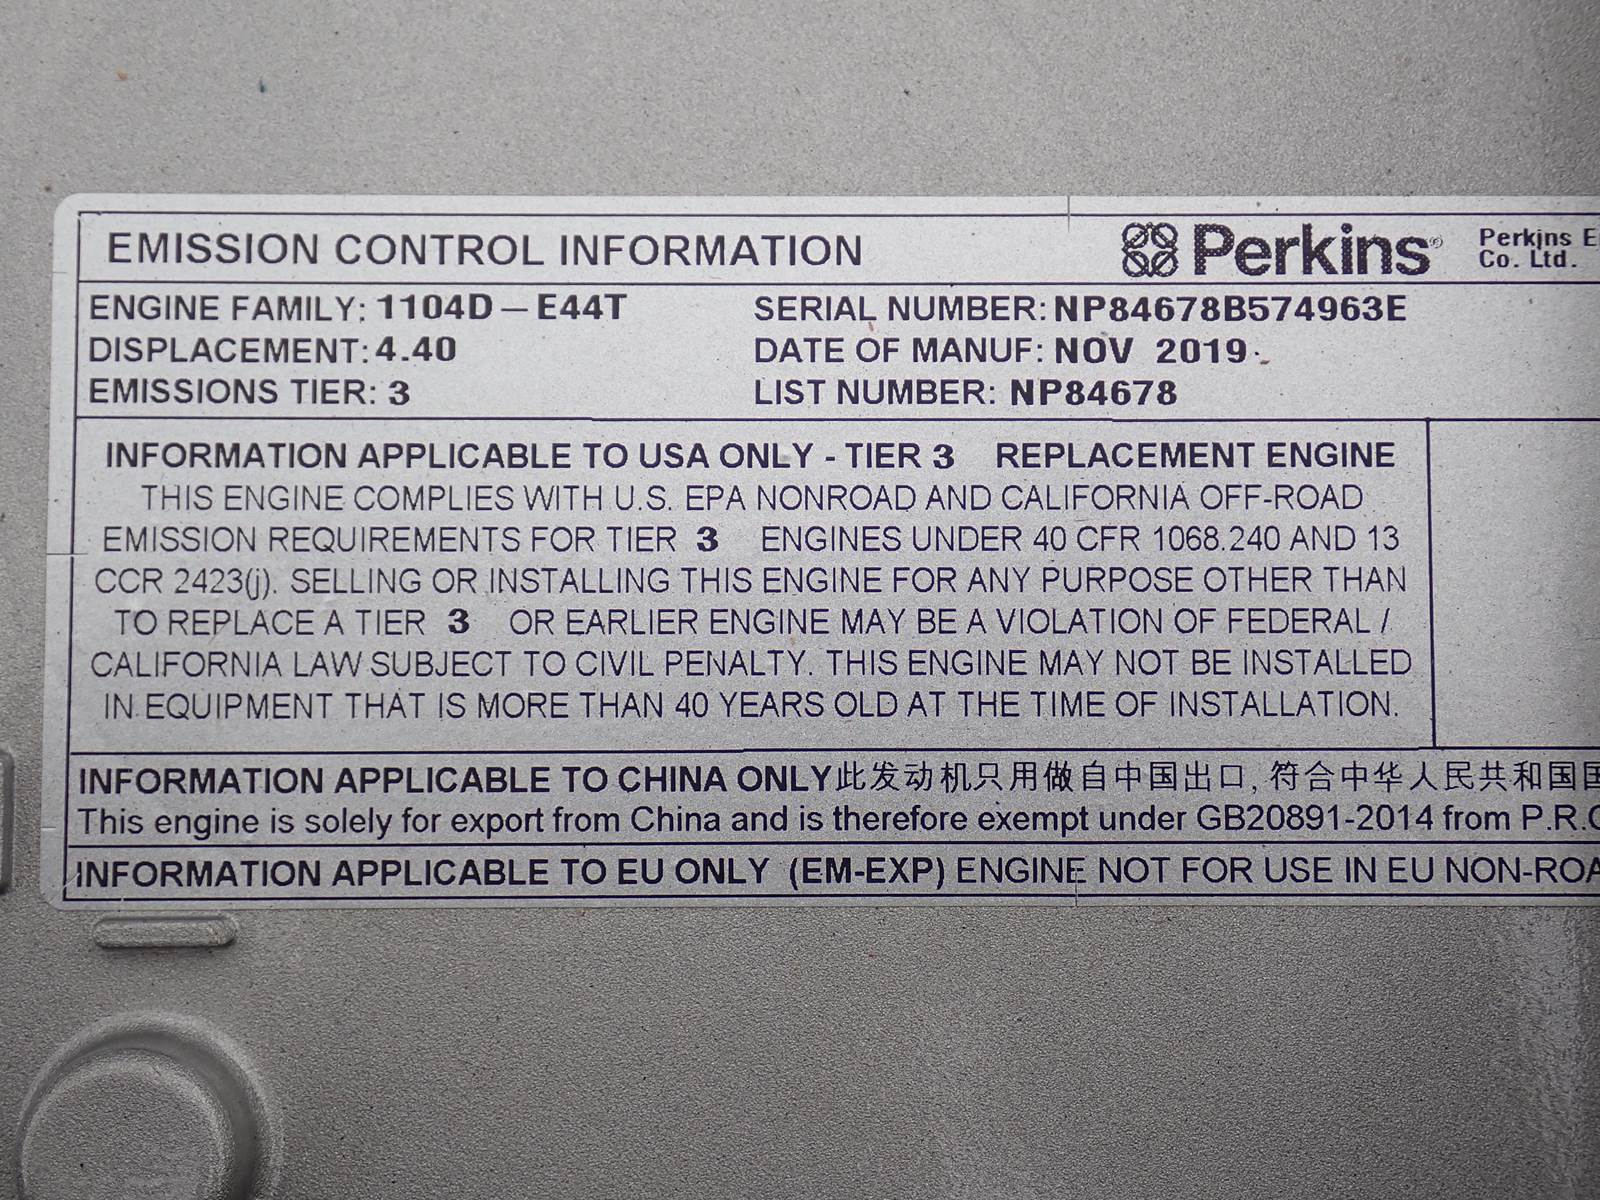 EMISSION CONTROL INFORMATION
Perkins®
Perkins
Co. Ltd.
ENGINE FAMILY: 1104D – E44T
SERIAL NUMBER: NP84678B574963E
DISPLACEMENT: 4.40
DATE OF MANUF: NOV 2019
EMISSIONS TIER: 3
LIST NUMBER: NP84678
INFORMATION APPLICABLE TO USA ONLY - TIER 3 REPLACEMENT ENGINE
THIS ENGINE COMPLIES WITH U.S. EPA NONROAD AND CALIFORNIA OFF-ROAD
EMISSION REQUIREMENTS FOR TIER 3 ENGINES UNDER 40 CFR 1068.240 AND 13
CCR 2423(j). SELLING OR INSTALLING THIS ENGINE FOR ANY PURPOSE OTHER THAN
TO REPLACE A TIER 3 OR EARLIER ENGINE MAY BE A VIOLATION OF FEDERAL /
CALIFORNIA LAW SUBJECT TO CIVIL PENALTY. THIS ENGINE MAY NOT BE INSTALLED
IN EQUIPMENT THAT IS MORE THAN 40 YEARS OLD AT THE TIME OF INSTALLATION.
INFORMATION APPLICABLE TO CHINA ONLY此发动机只用做自中国出口, 符合中华人民共和国
This engine is solely for export from China and is therefore exempt under GB20891-2014 from P.R.
INFORMATION APPLICABLE TO EU ONLY (EM-EXP) ENGINE NOT FOR USE IN EU